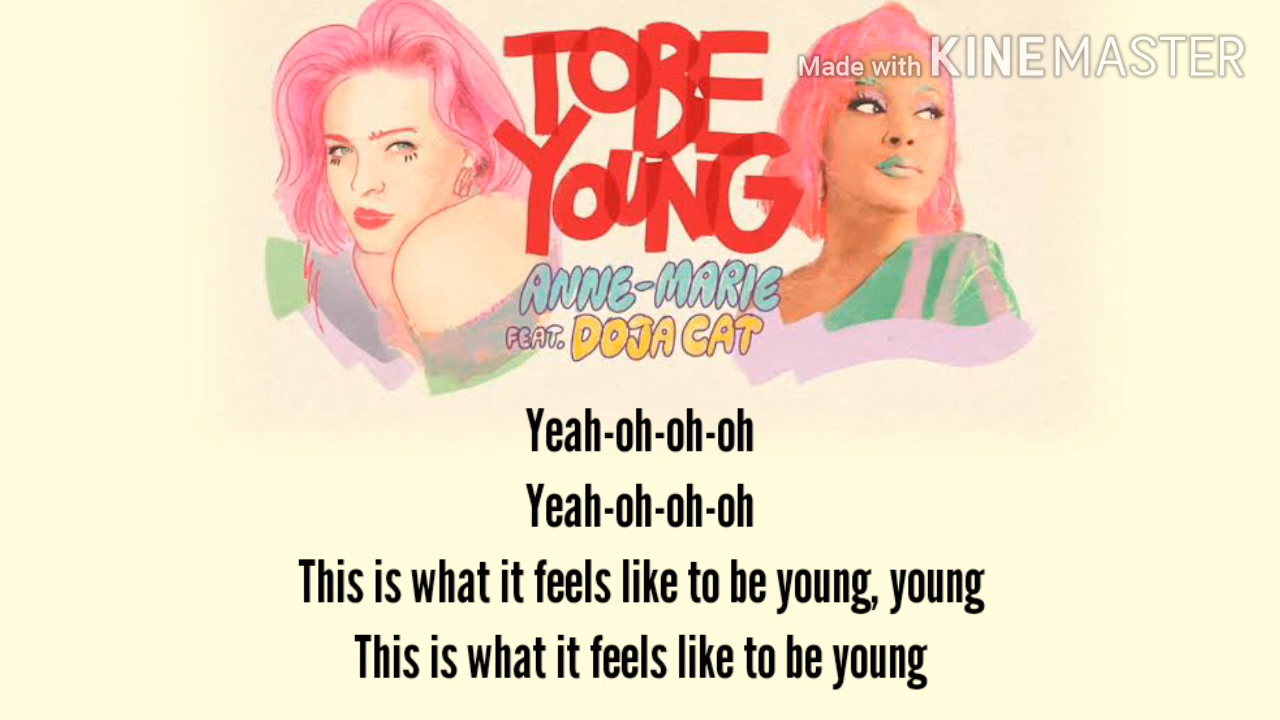 TO BE
YOUNG
Made with KINEMASTER
ANNE-MARIE
FEAT. DOJA CAT
Yeah-oh-oh-oh
Yeah-oh-oh-oh
This is what it feels like to be young, young
This is what it feels like to be young